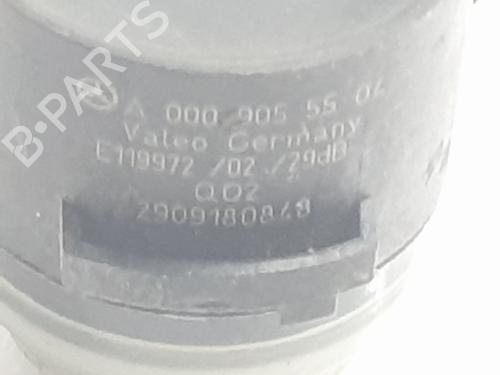 B-PARTS
A 000 905 55 04
Valeo Germany
E119972 /02 /29dB
Q02
2909180848